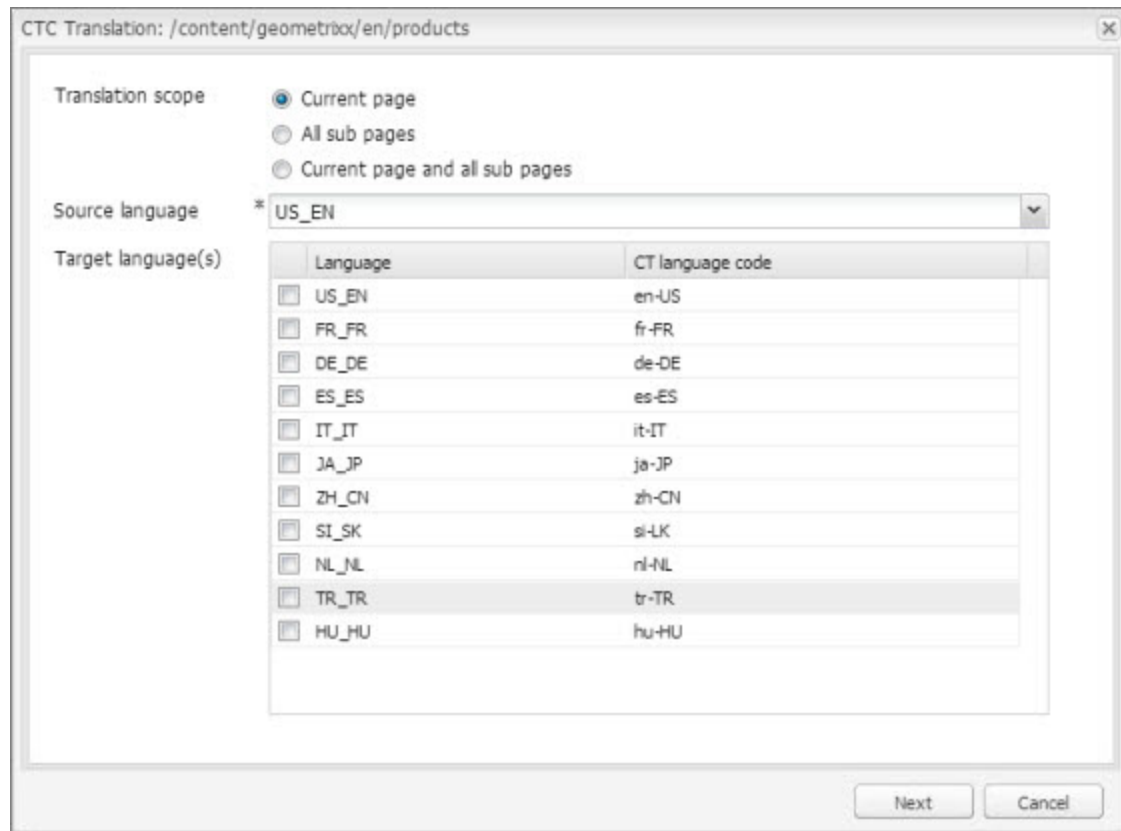 CTC Translation: /content/geometrixx/en/products
Translation scope
Current page
All sub pages
Current page and all sub pages
Source language * US_EN
Target language(s)
Language CT language code
US_EN en-US
FR_FR fr-FR
DE_DE de-DE
ES_ES es-ES
IT_IT it-IT
JA_JP ja-JP
ZH_CN zh-CN
SI_SK si-LK
NL_NL nl-NL
TR_TR tr-TR
HU_HU hu-HU
Next Cancel